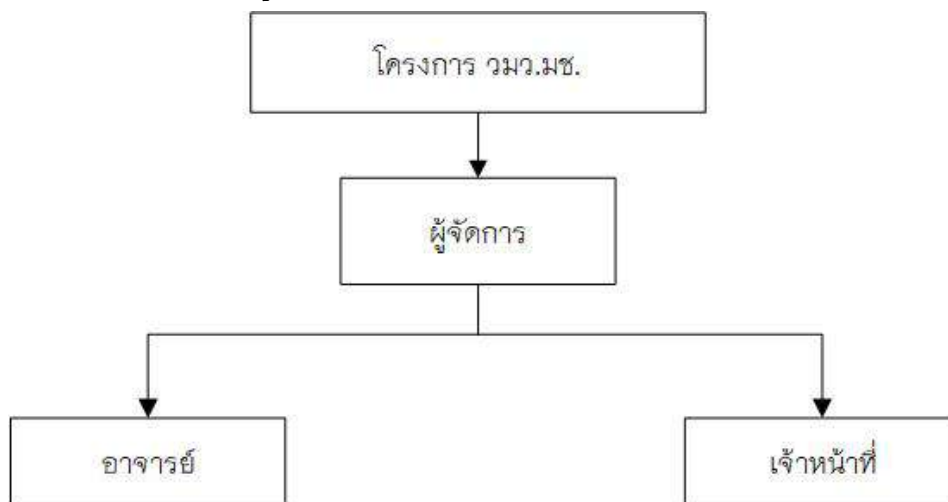 โครงการ วมว.มช.
ผู้จัดการ
อาจารย์
เจ้าหน้าที่